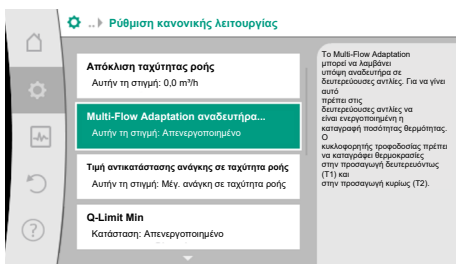 ..▶ Ρύθμιση κανονικής λειτουργίας
Απόκλιση ταχύτητας ροής
Αυτήν τη στιγμή: 0,0 m³/h
Multi-Flow Adaptation αναδευτήρα...
Αυτήν τη στιγμή: Απενεργοποιημένο
Τιμή αντικατάστασης ανάγκης σε ταχύτητα ροής
Αυτήν τη στιγμή: Μέγ. ανάγκη σε ταχύτητα ροής
Q-Limit Min
Κατάσταση: Απενεργοποιημένο
Το Multi-Flow Adaptation
μπορεί να λαμβάνει
υπόψη αναδευτήρα σε
δευτερεύουσες αντλίες. Για να γίνει
αυτό
πρέπει στις
δευτερεύουσες αντλίες να
είναι ενεργοποιημένη η
καταγραφή ποσότητας θερμότητας.
Ο
κυκλοφορητής τροφοδοσίας πρέπει
να καταγράφει θερμοκρασίες
στην προσαγωγή δευτερευόντως
(T1) και
στην προσαγωγή κυρίως (T2).